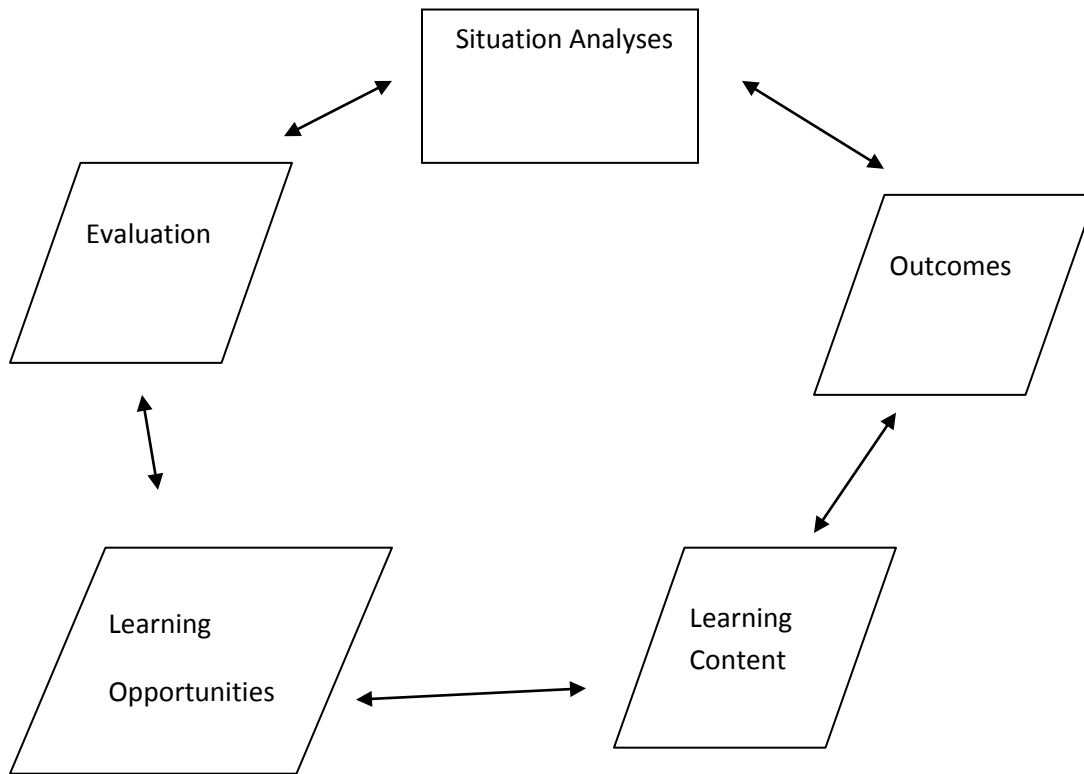 Situation Analyses
Evaluation
Outcomes
Learning
Opportunities
Learning
Content